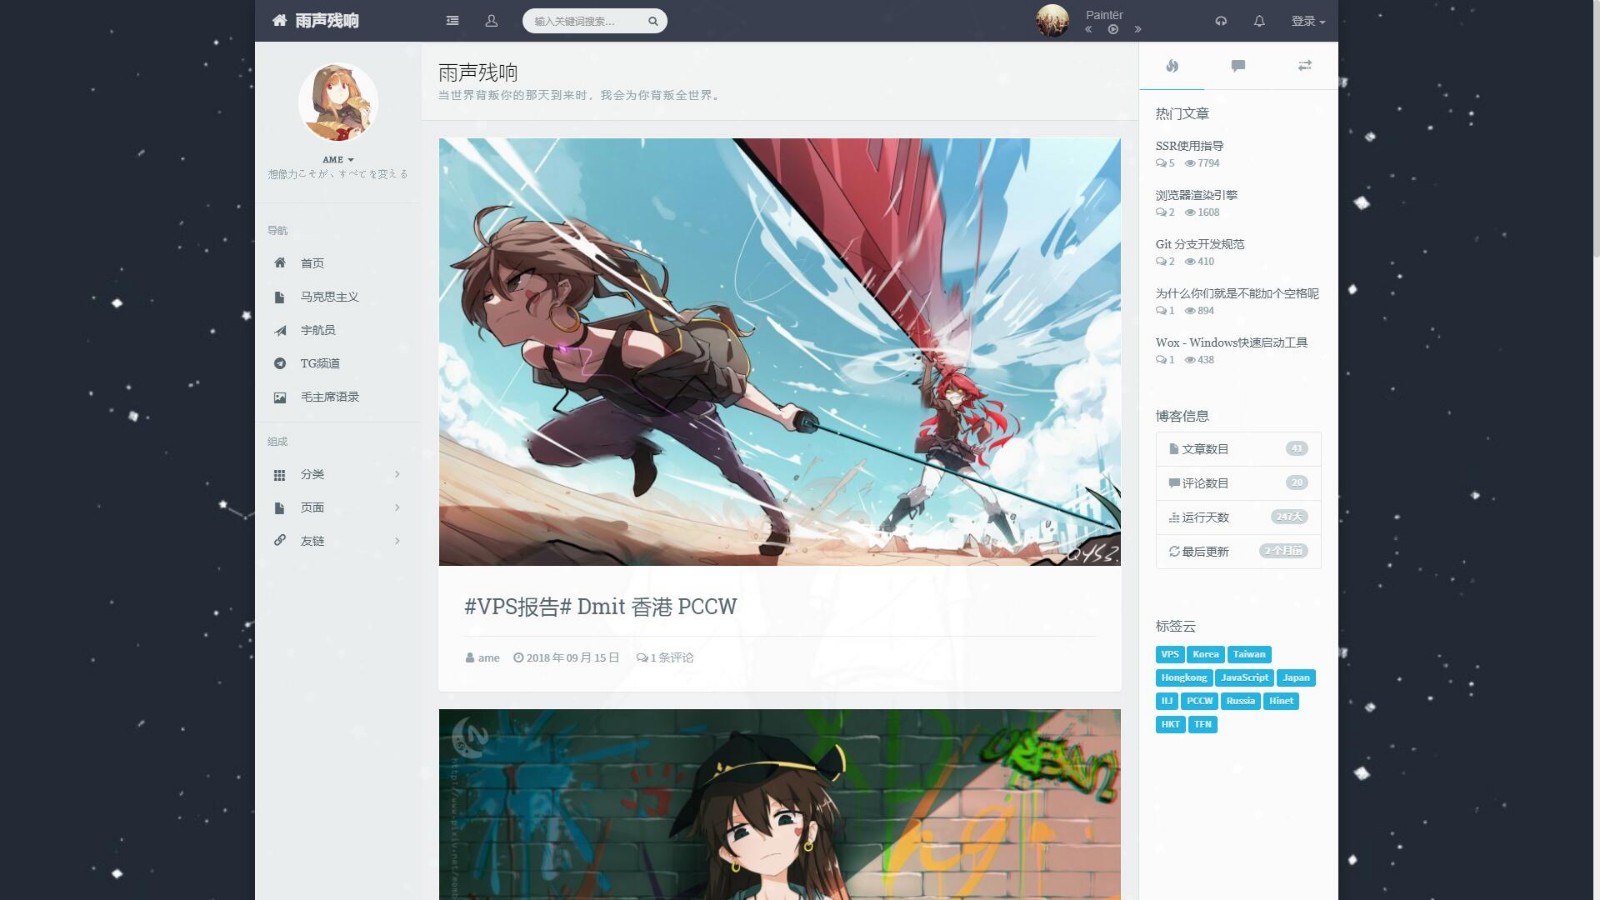 雨声残响
输入关键词搜索…
Paintër
登录
AME
想像力こそが、すべてを変える
导航
首页
马克思主义
宇航员
TG频道
毛主席语录
组成
分类
页面
友链
雨声残响
当世界背叛你的那天到来时，我会为你背叛全世界。
#VPS报告# Dmit 香港 PCCW
ame 2018 年 09 月 15 日 1 条评论
URBAN
热门文章
SSR使用指导
5 7794
浏览器渲染引擎
2 1608
Git 分支开发规范
2 410
为什么你们就是不能加个空格呢
1 894
Wox - Windows快速启动工具
1 438
博客信息
文章数目 41
评论数目 20
运行天数 247天
最后更新 2 个月前
标签云
VPS Korea Taiwan
Hongkong JavaScript Japan
IIJ PCCW Russia Hinet
HKT TFN